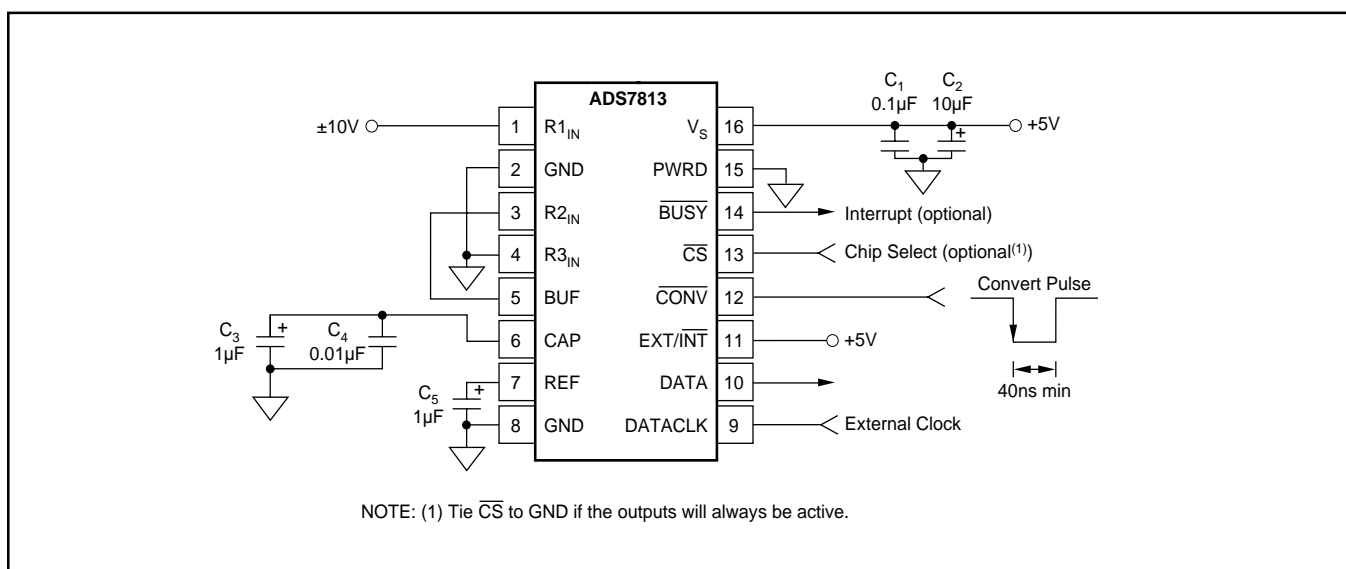 ADS7813
C1 0.1µF
C2 10µF
±10V
1 R1IN
VS 16
+5V
2 GND
PWRD 15
3 R2IN
BUSY 14
Interrupt (optional)
4 R3IN
CS 13
Chip Select (optional(1))
5 BUF
CONV 12
Convert Pulse
40ns min
C3 1µF +
C4 0.01µF
6 CAP
EXT/INT 11
+5V
C5 1µF +
7 REF
DATA 10
8 GND
DATACLK 9
External Clock
NOTE: (1) Tie CS to GND if the outputs will always be active.